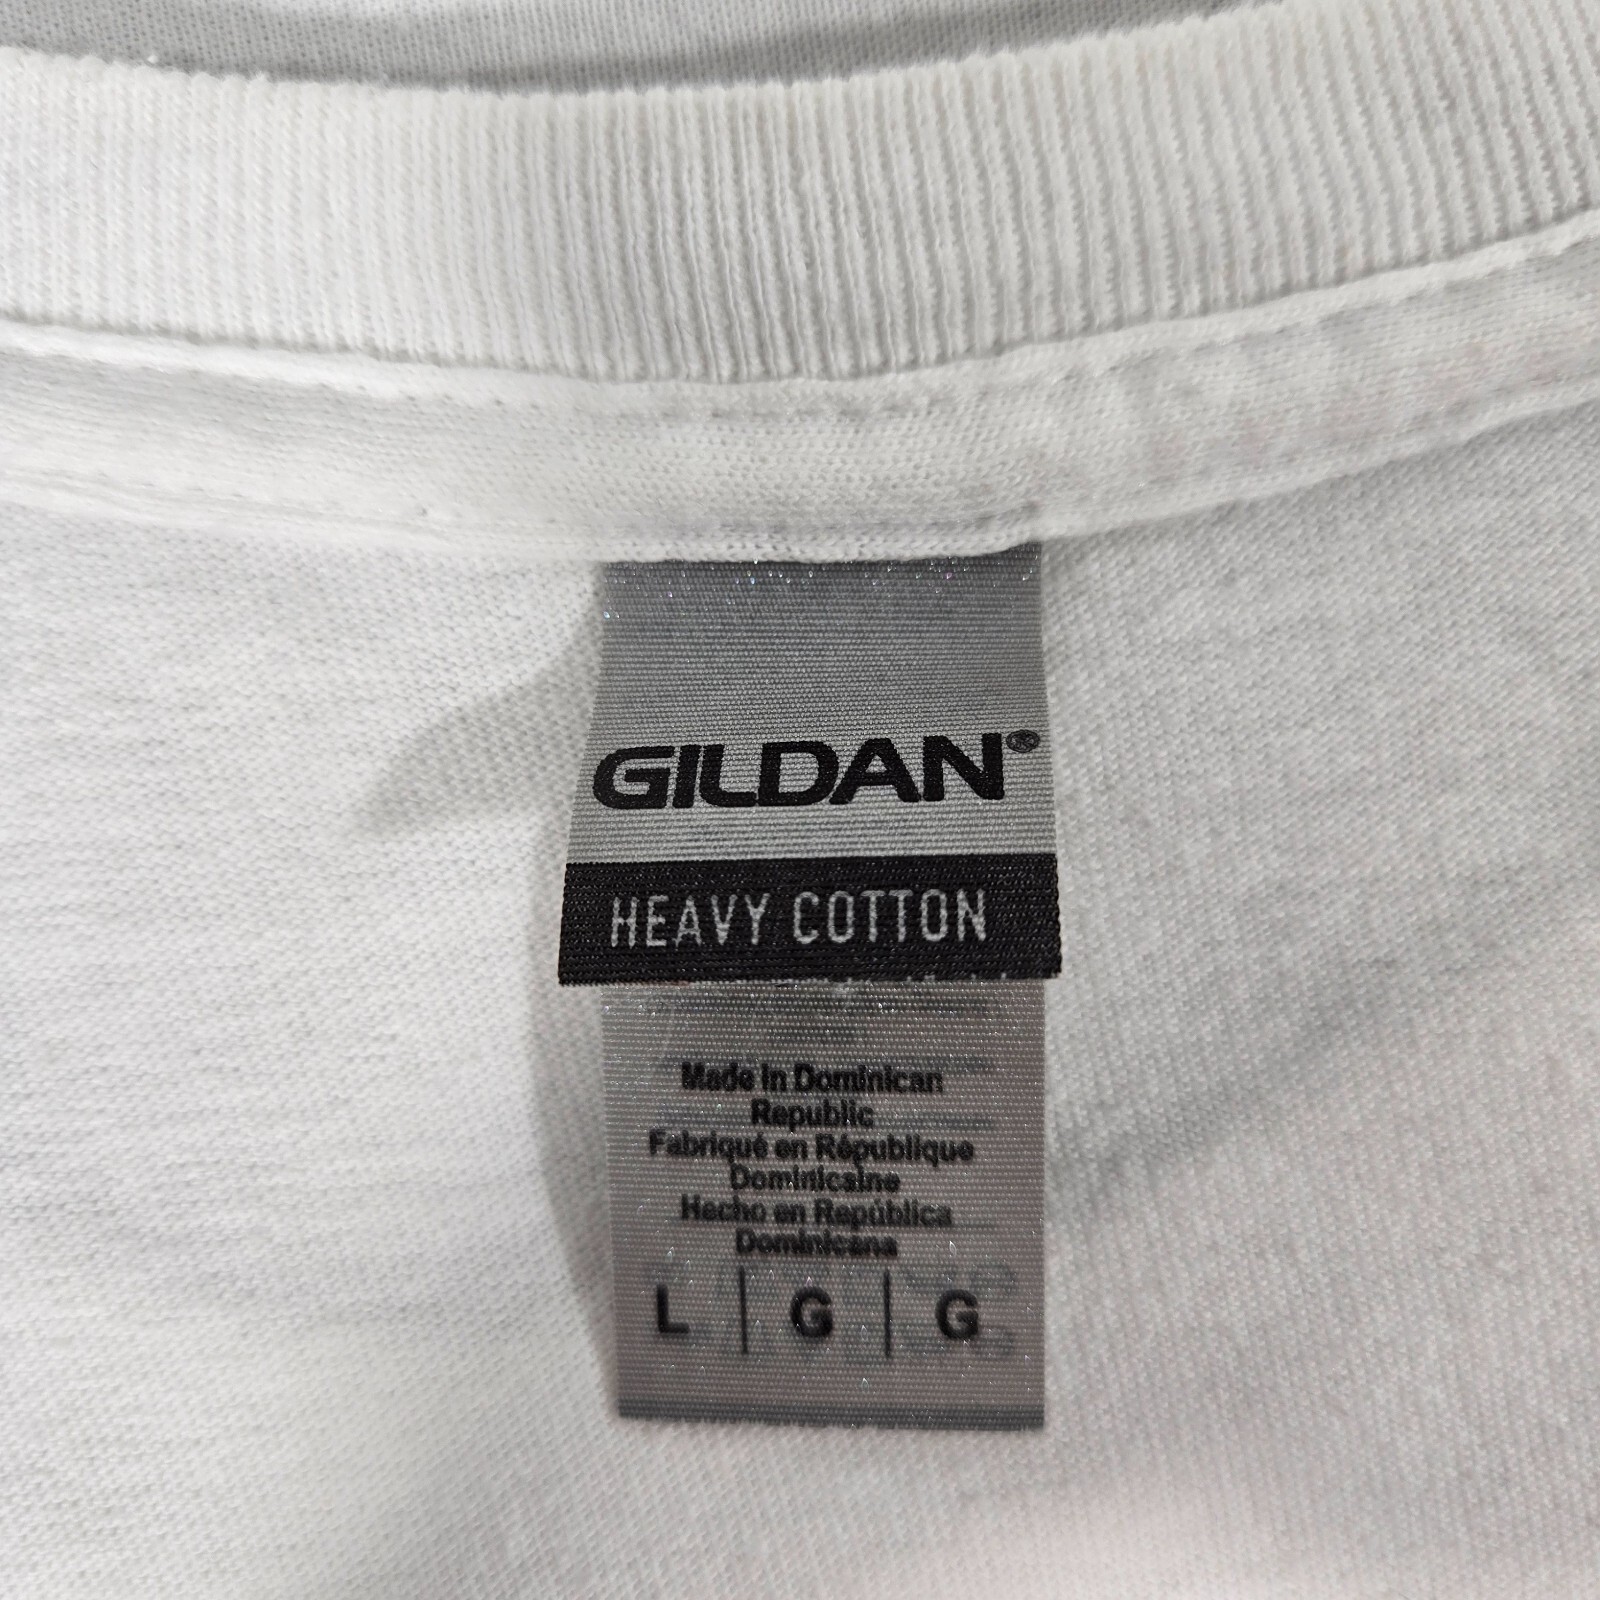 GILDAN®
HEAVY COTTON
Made in Dominican
Republic
Fabriqué en République
Dominicaine
Hecho en República
Dominicana
L | G | G